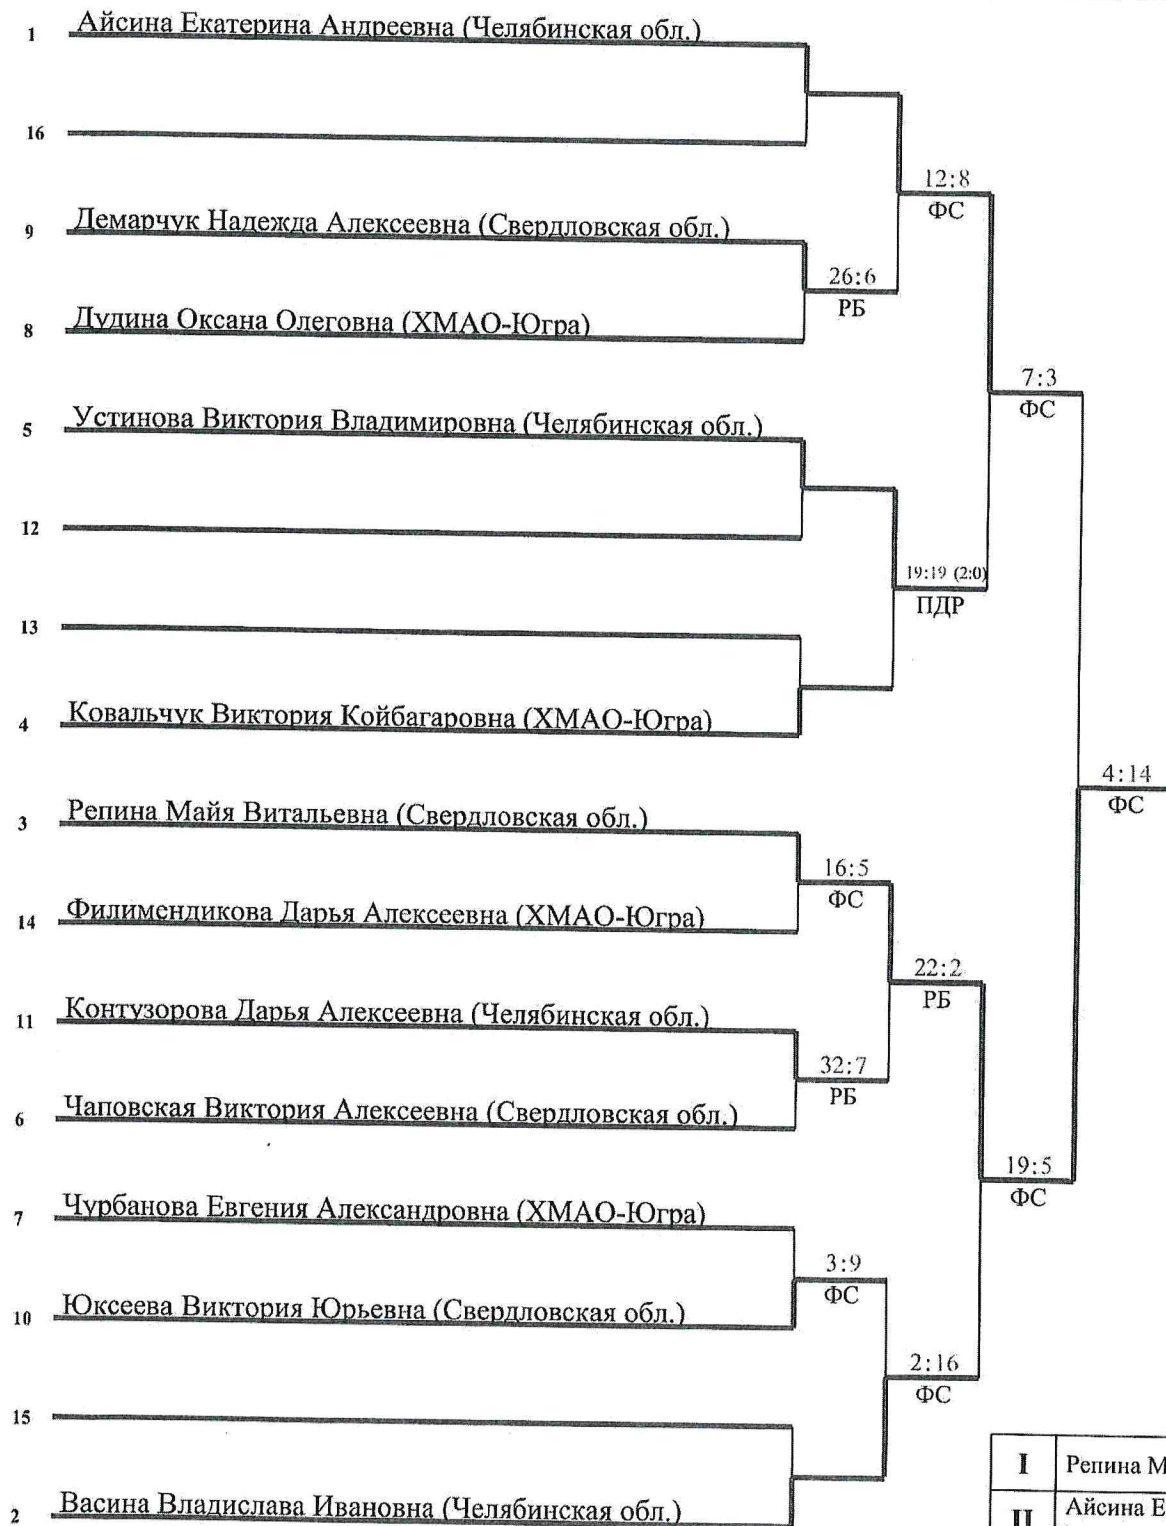 1 Айсина Екатерина Андреевна (Челябинская обл.)
16
12:8
ФС
9 Демарчук Надежда Алексеевна (Свердловская обл.)
26:6
РБ
8 Дудина Оксана Олеговна (ХМАО-Югра)
7:3
ФС
5 Устинова Виктория Владимировна (Челябинская обл.)
12
19:19 (2:0)
ПДР
13
4 Ковальчук Виктория Койбагаровна (ХМАО-Югра)
4:14
ФС
3 Репина Майя Витальевна (Свердловская обл.)
16:5
ФС
14 Филимендикова Дарья Алексеевна (ХМАО-Югра)
22:2
РБ
11 Контузорова Дарья Алексеевна (Челябинская обл.)
32:7
РБ
6 Чаповская Виктория Алексеевна (Свердловская обл.)
19:5
ФС
7 Чурбанова Евгения Александровна (ХМАО-Югра)
3:9
ФС
10 Юксеева Виктория Юрьевна (Свердловская обл.)
2:16
ФС
15
I Репина М
2 Васина Владислава Ивановна (Челябинская обл.)
II Айсина Е